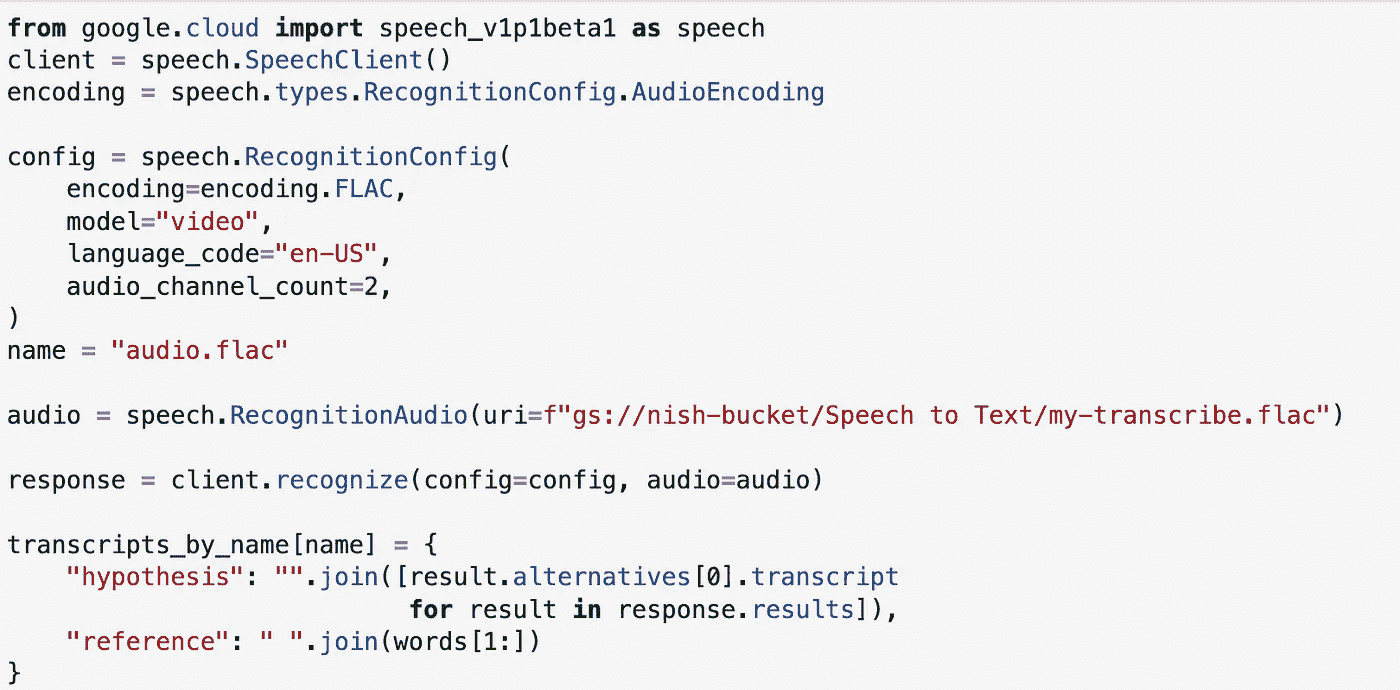 from google.cloud import speech_v1p1beta1 as speech
client = speech.SpeechClient()
encoding = speech.types.RecognitionConfig.AudioEncoding

config = speech.RecognitionConfig(
    encoding=encoding.FLAC,
    model="video",
    language_code="en-US",
    audio_channel_count=2,
)
name = "audio.flac"

audio = speech.RecognitionAudio(uri=f"gs://nish-bucket/Speech to Text/my-transcribe.flac")

response = client.recognize(config=config, audio=audio)

transcripts_by_name[name] = {
    "hypothesis": "".join([result.alternatives[0].transcript
                           for result in response.results]),
    "reference": " ".join(words[1:])
}